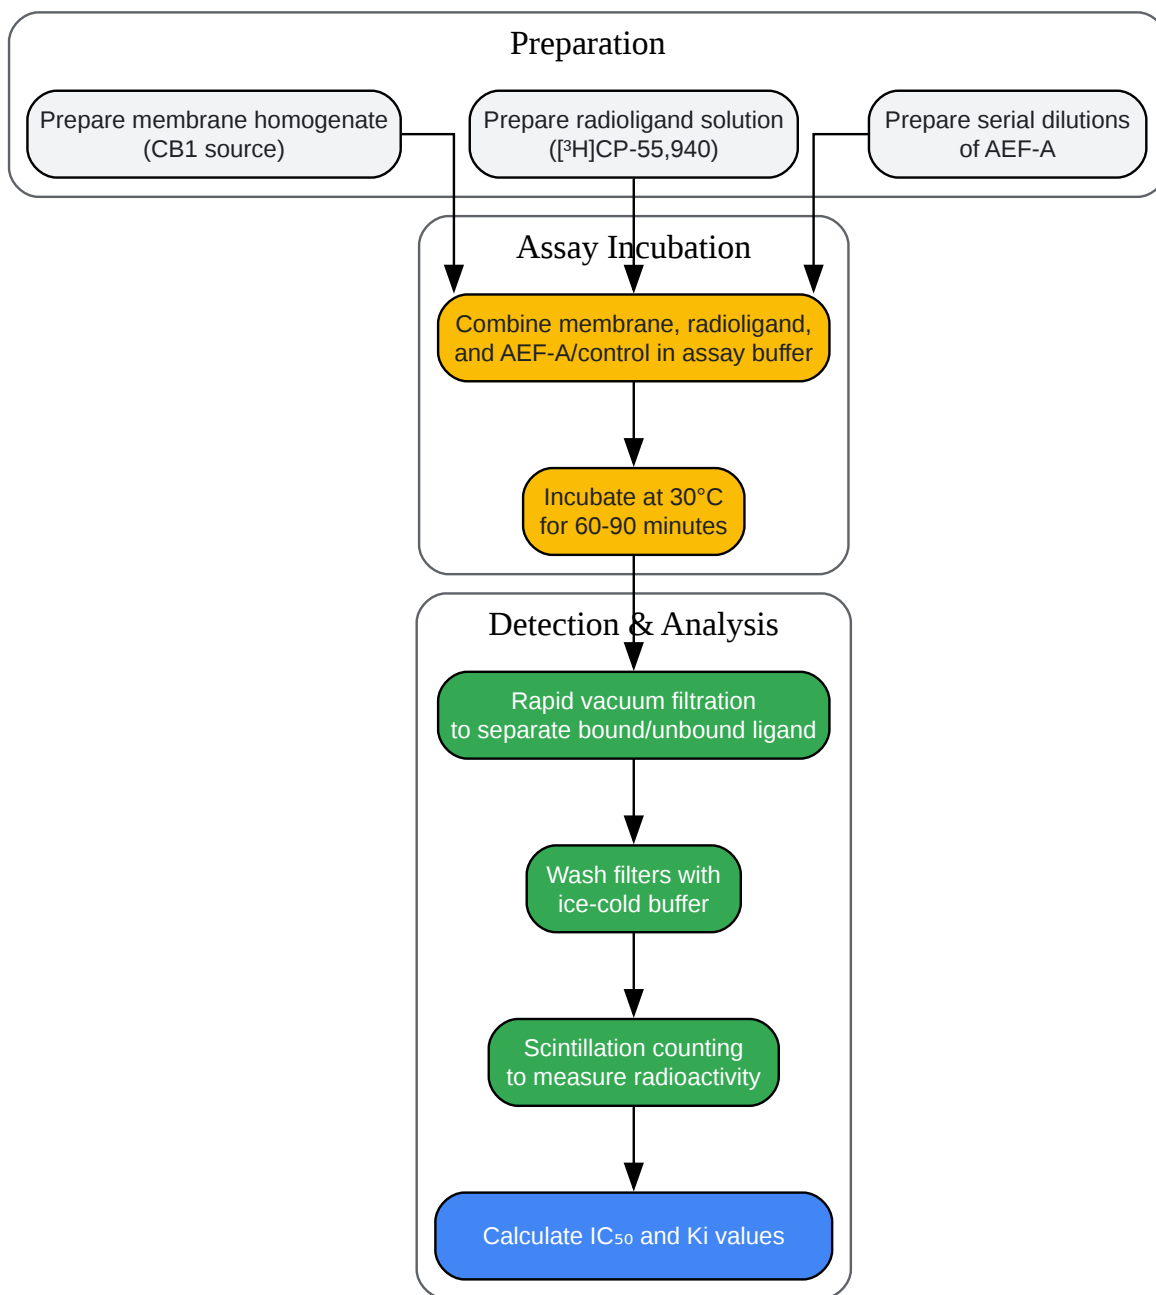 Preparation
Prepare membrane homogenate
(CB1 source)
Prepare radioligand solution
([³H]CP-55,940)
Prepare serial dilutions
of AEF-A
Assay Incubation
Combine membrane, radioligand,
and AEF-A/control in assay buffer
Incubate at 30°C
for 60-90 minutes
Detection & Analysis
Rapid vacuum filtration
to separate bound/unbound ligand
Wash filters with
ice-cold buffer
Scintillation counting
to measure radioactivity
Calculate IC₅₀ and Ki values